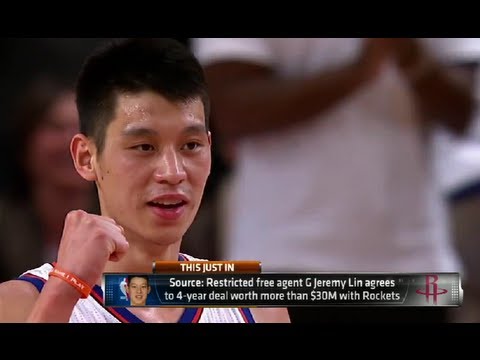 THIS JUST IN
Source: Restricted free agent G Jeremy Lin agrees
to 4-year deal worth more than $30M with Rockets
R